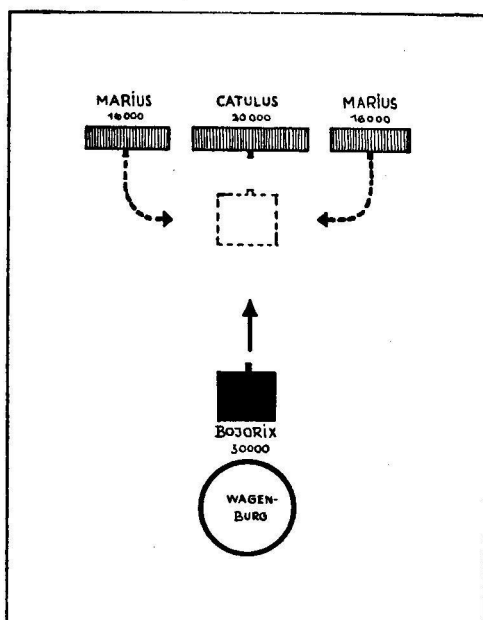 MARIUS
16000
CATULUS
20000
MARIUS
16000
BOJORIX
30000
WAGEN-
BURG